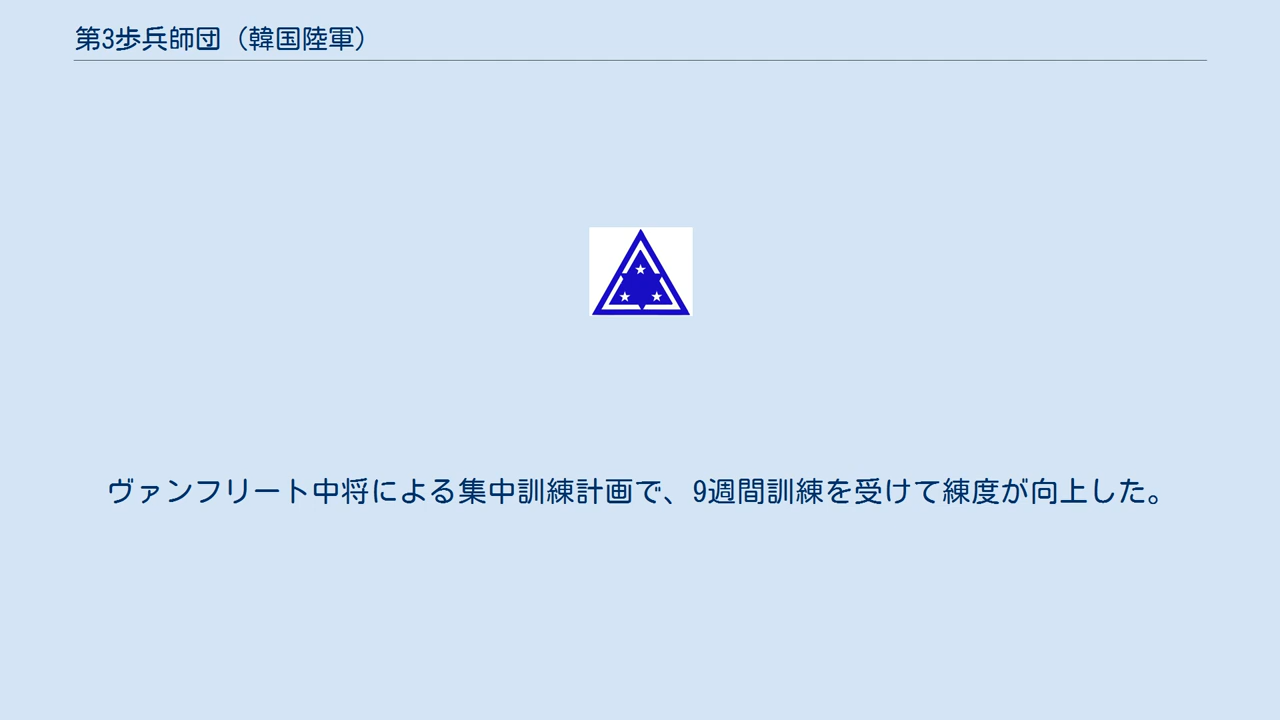 第3歩兵師団（韓国陸軍）
ヴァンフリート中将による集中訓練計画で、9週間訓練を受けて練度が向上した。